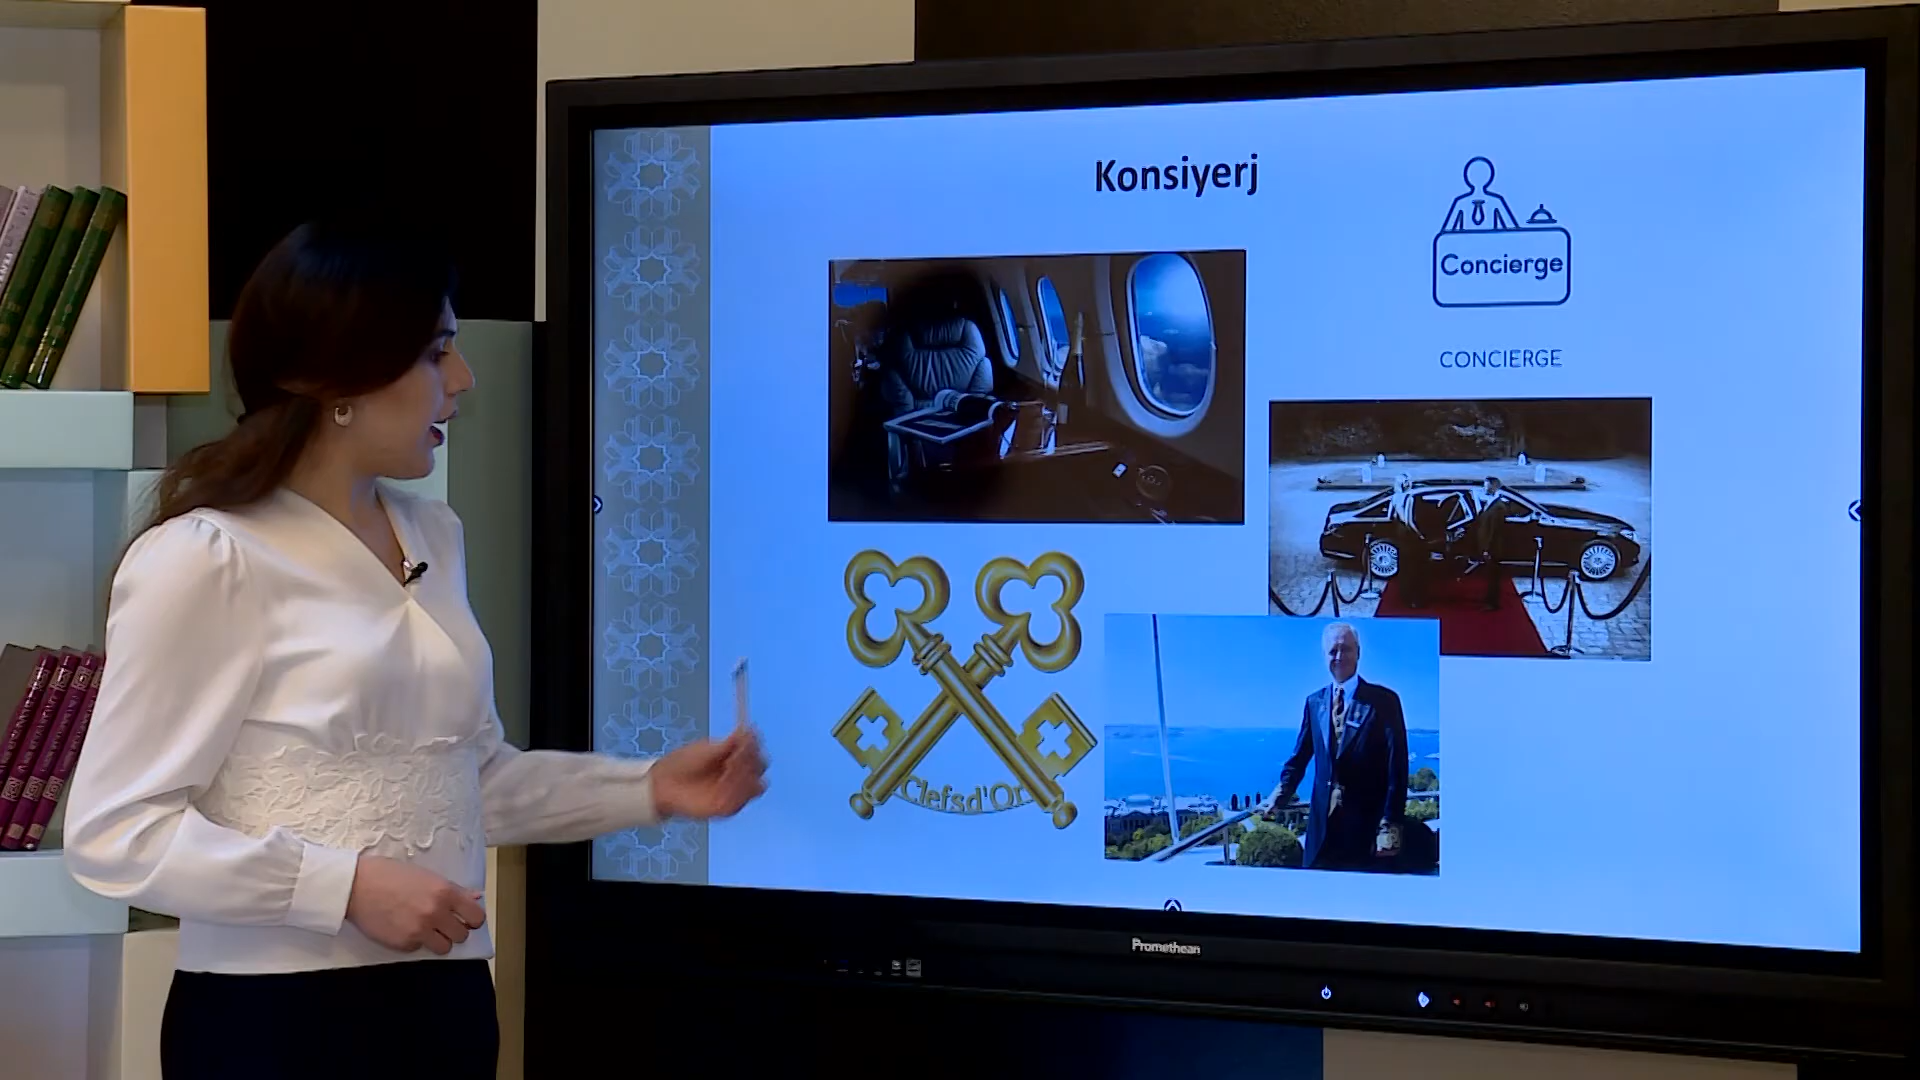 Konsiyerj
Concierge
CONCIERGE
Clefsd'Or
Promethean